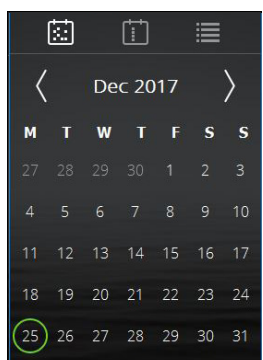 Dec 2017
M T W T F S S
27 28 29 30 1 2 3
4 5 6 7 8 9 10
11 12 13 14 15 16 17
18 19 20 21 22 23 24
25 26 27 28 29 30 31